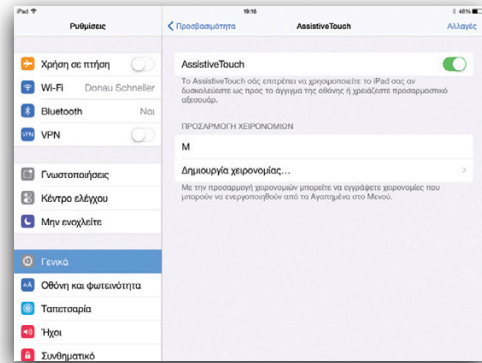 iPad
19:16
48%
Ρυθμίσεις
Προσβασιμότητα
AssistiveTouch
Αλλαγές
Χρήση σε πτήση
Wi-Fi Donau Schneller
Bluetooth Ναι
VPN VPN
Γνωστοποιήσεις
Κέντρο ελέγχου
Μην ενοχλείτε
Γενικά
AA Οθόνη και φωτεινότητα
Ταπετσαρία
Ήχοι
Συνθηματικό
AssistiveTouch
Το AssistiveTouch σάς επιτρέπει να χρησιμοποιείτε το iPad σας αν
δυσκολεύεστε ως προς το άγγιγμα της οθόνης ή χρειάζεστε προσαρμοστικό
αξεσουάρ.
ΠΡΟΣΑΡΜΟΓΗ ΧΕΙΡΟΝΟΜΙΩΝ
M
Δημιουργία χειρονομίας...
Με την προσαρμογή χειρονομιών μπορείτε να εγγράφετε χειρονομίες που
μπορούν να ενεργοποιηθούν από τα Αγαπημένα στο Μενού.